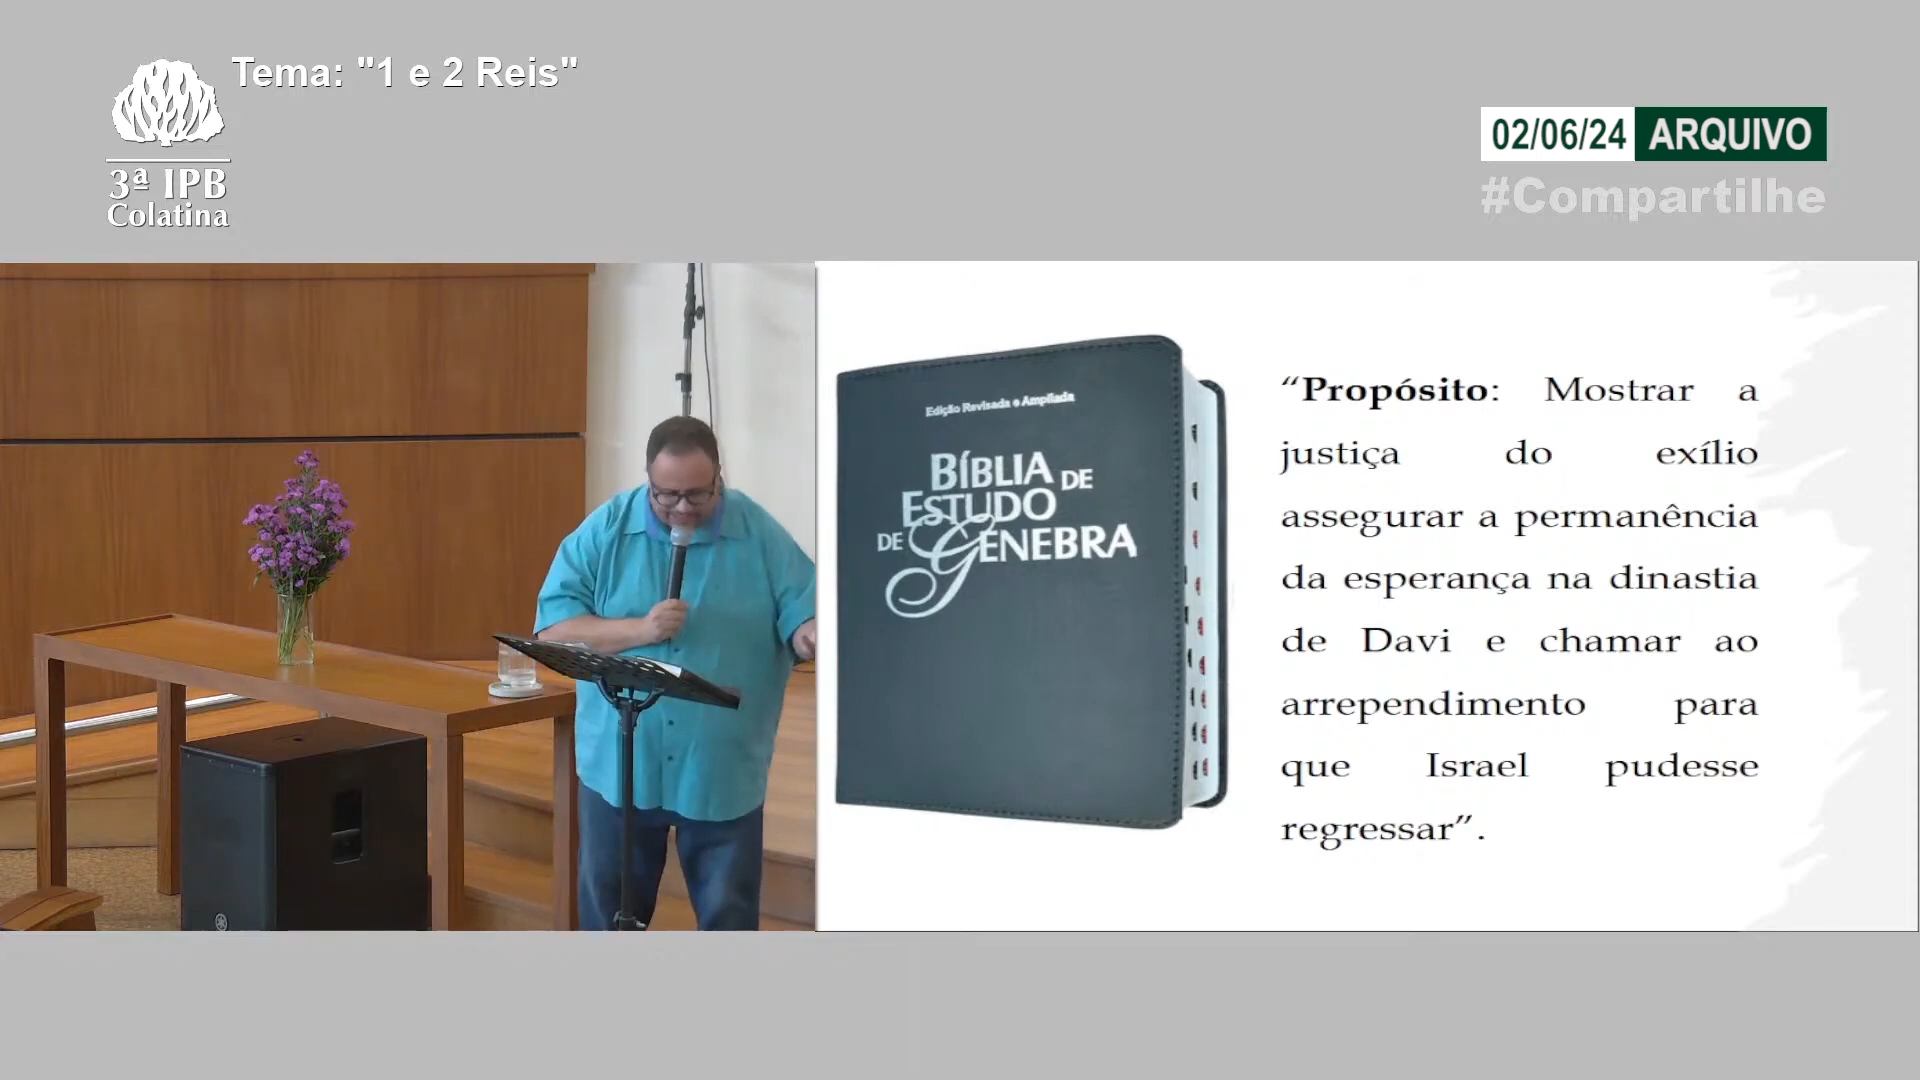 Tema: "1 e 2 Reis"
3ª IPB
Colatina
02/06/24 ARQUIVO
#Compartilhe
Edição Revisada e Ampliada
BÍBLIA DE
ESTUDO
DE GENEBRA
“Propósito: Mostrar a
justiça do exílio
assegurar a permanência
da esperança na dinastia
de Davi e chamar ao
arrependimento para
que Israel pudesse
regressar”.